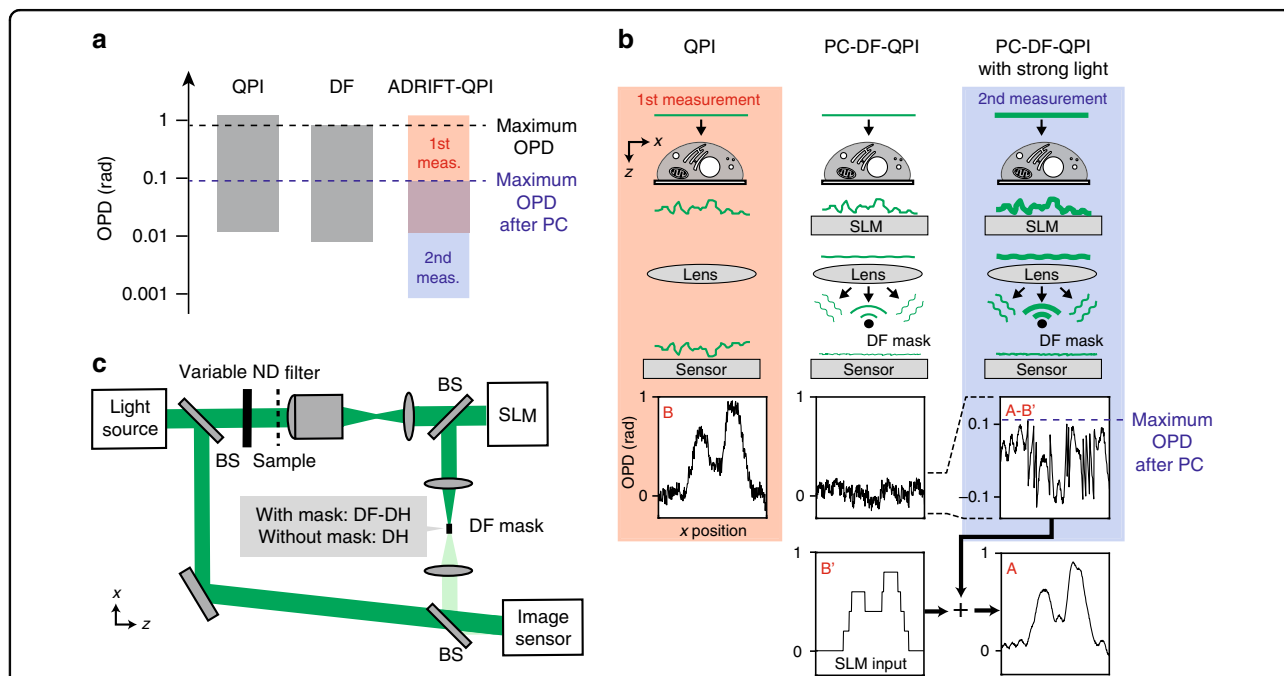 a
QPI
DF
ADRIFT-QPI
OPD (rad)
1
0.1
0.01
0.001
1st
meas.
2nd
meas.
Maximum
OPD
Maximum
OPD
after PC
b
QPI
PC-DF-QPI
PC-DF-QPI
with strong light
1st measurement
2nd measurement
x
z
SLM
SLM
Lens
Lens
Lens
DF mask
DF mask
Sensor
Sensor
Sensor
OPD (rad)
1
0
B
x position
1
0
A-B'
0.1
–0.1
Maximum
OPD
after PC
1
0
B'
SLM input
+
1
0
A
c
Variable ND filter
Light
source
BS
Sample
BS
SLM
With mask: DF-DH
Without mask: DH
DF mask
x
z
BS
Image
sensor